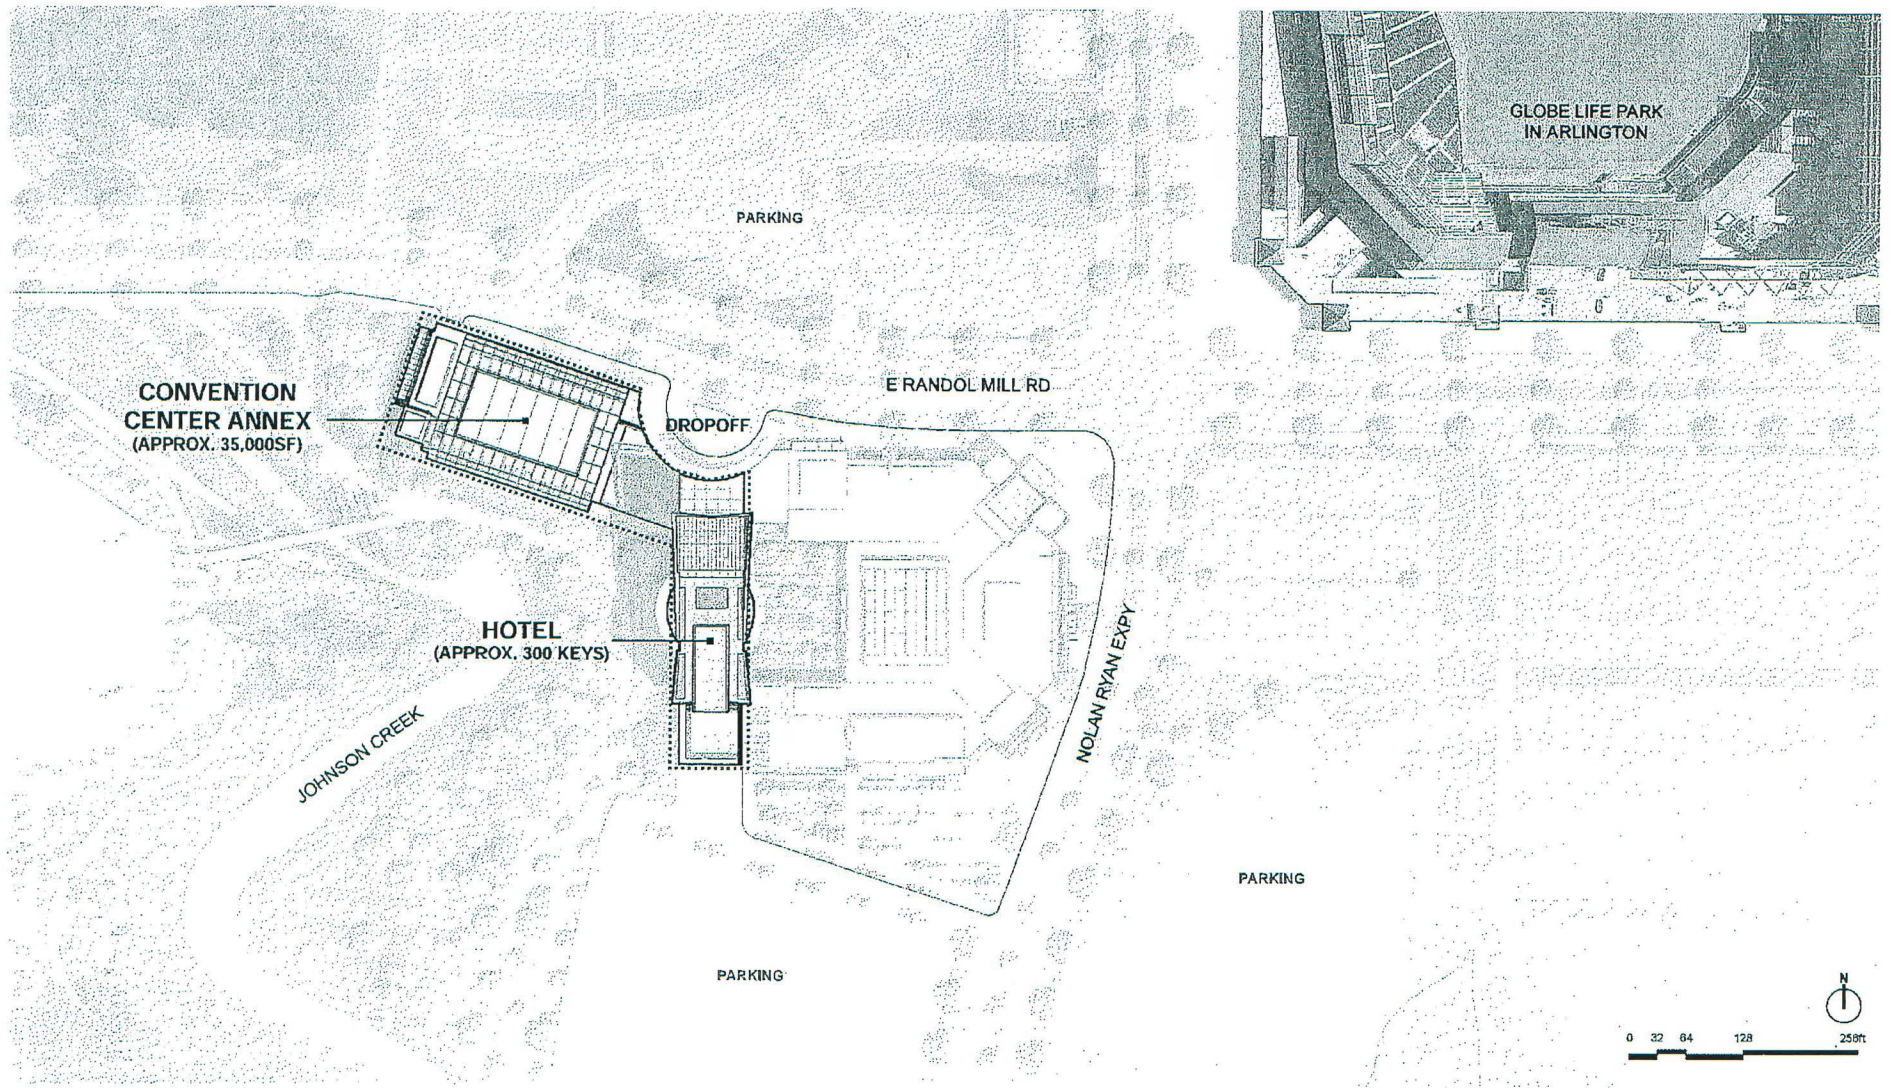 GLOBE LIFE PARK
IN ARLINGTON
PARKING
E RANDOL MILL RD
CONVENTION
CENTER ANNEX
(APPROX. 35,000SF)
DROPOFF
HOTEL
(APPROX. 300 KEYS)
NOLAN RYAN EXPY
JOHNSON CREEK
PARKING
PARKING
N
0 32 64 128 256ft